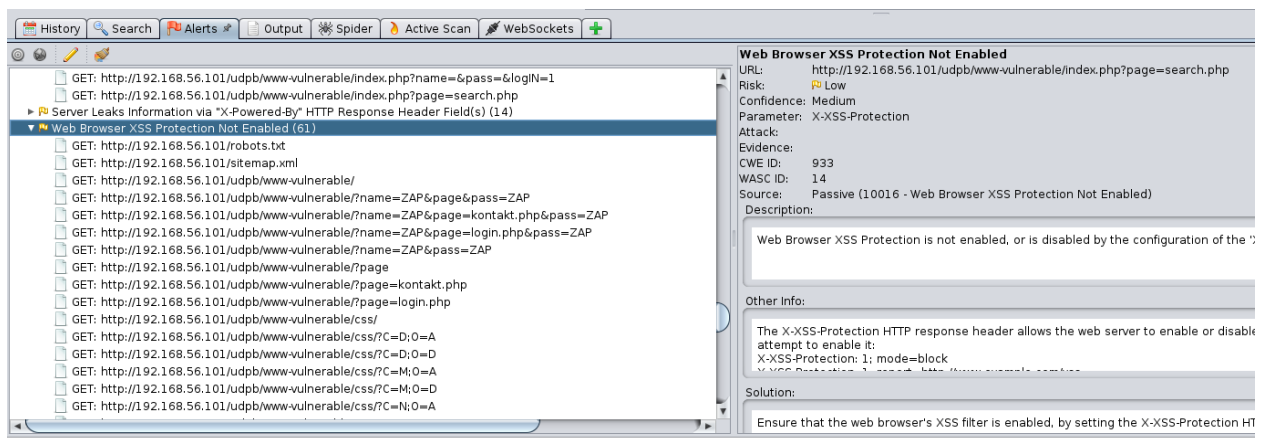 History Search Alerts Output Spider Active Scan WebSockets
GET: http://192.168.56.101/udpb/www-vulnerable/index.php?name=&pass=&logIN=1
GET: http://192.168.56.101/udpb/www-vulnerable/index.php?page=search.php
Server Leaks Information via "X-Powered-By" HTTP Response Header Field(s) (14)
Web Browser XSS Protection Not Enabled (61)
GET: http://192.168.56.101/robots.txt
GET: http://192.168.56.101/sitemap.xml
GET: http://192.168.56.101/udpb/www-vulnerable/
GET: http://192.168.56.101/udpb/www-vulnerable/?name=ZAP&page&pass=ZAP
GET: http://192.168.56.101/udpb/www-vulnerable/?name=ZAP&page=kontakt.php&pass=ZAP
GET: http://192.168.56.101/udpb/www-vulnerable/?name=ZAP&page=login.php&pass=ZAP
GET: http://192.168.56.101/udpb/www-vulnerable/?name=ZAP&pass=ZAP
GET: http://192.168.56.101/udpb/www-vulnerable/?page
GET: http://192.168.56.101/udpb/www-vulnerable/?page=kontakt.php
GET: http://192.168.56.101/udpb/www-vulnerable/?page=login.php
GET: http://192.168.56.101/udpb/www-vulnerable/css/
GET: http://192.168.56.101/udpb/www-vulnerable/css/?C=D;O=A
GET: http://192.168.56.101/udpb/www-vulnerable/css/?C=D;O=D
GET: http://192.168.56.101/udpb/www-vulnerable/css/?C=M;O=A
GET: http://192.168.56.101/udpb/www-vulnerable/css/?C=M;O=D
GET: http://192.168.56.101/udpb/www-vulnerable/css/?C=N;O=A
Web Browser XSS Protection Not Enabled
URL: http://192.168.56.101/udpb/www-vulnerable/index.php?page=search.php
Risk: Low
Confidence: Medium
Parameter: X-XSS-Protection
Attack:
Evidence:
CWE ID: 933
WASC ID: 14
Source: Passive (10016 - Web Browser XSS Protection Not Enabled)
Description:
Web Browser XSS Protection is not enabled, or is disabled by the configuration of the
Other Info:
The X-XSS-Protection HTTP response header allows the web server to enable or disable
attempt to enable it:
X-XSS-Protection: 1; mode=block
X-XSS-Protection: 1; report=http://www.example.com/xss
Solution:
Ensure that the web browser's XSS filter is enabled, by setting the X-XSS-Protection HT